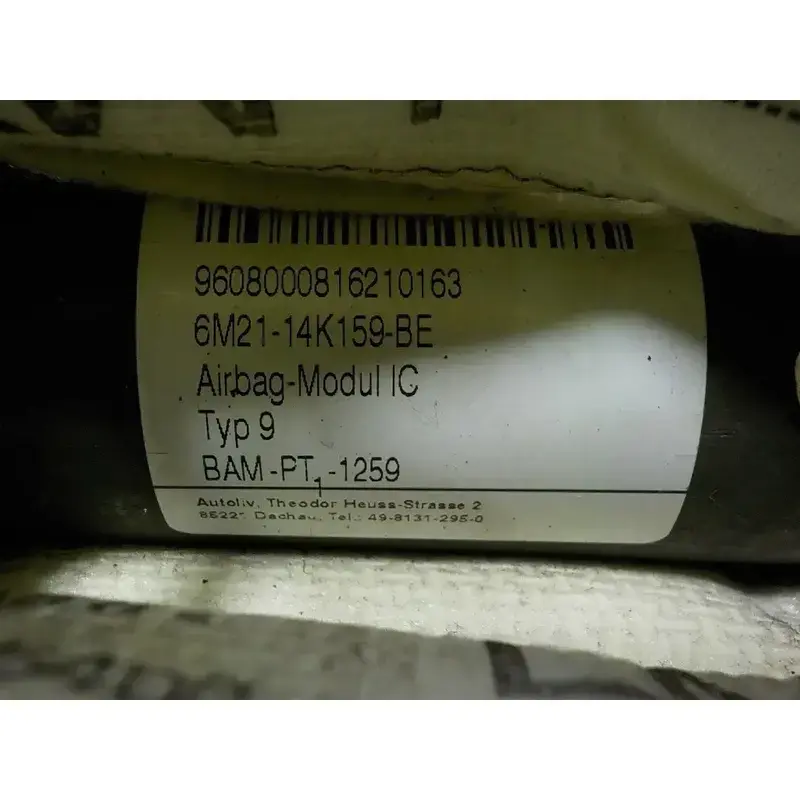 9608000816210163
6M21-14K159-BE
Airbag-Modul IC
Typ 9
BAM-PT₁-1259
Autoliv, Theodor Heuss-Strasse 2
85221 Dachau, Tel.: 49-8131-295-0